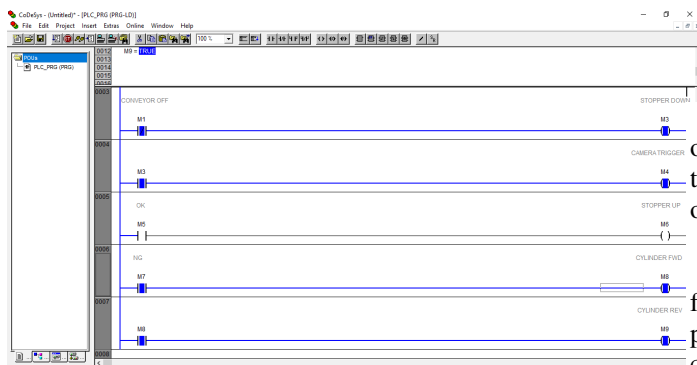 CoDeSys - (Untitled)* - [PLC_PRG (PRG-LD)]
File Edit Project Insert Extras Online Window Help
100 %
POUs
PLC_PRG (PRG)
0012 M9 = TRUE
0013
0014
0015
0016
0003
CONVEYOR OFF STOPPER DOWN
M1 M3
0004
CAMERA TRIGGER
M3 M4
0005
OK STOPPER UP
M5 M6
0006
NG CYLINDER FWD
M7 M8
0007
CYLINDER REV
M8 M9
0008